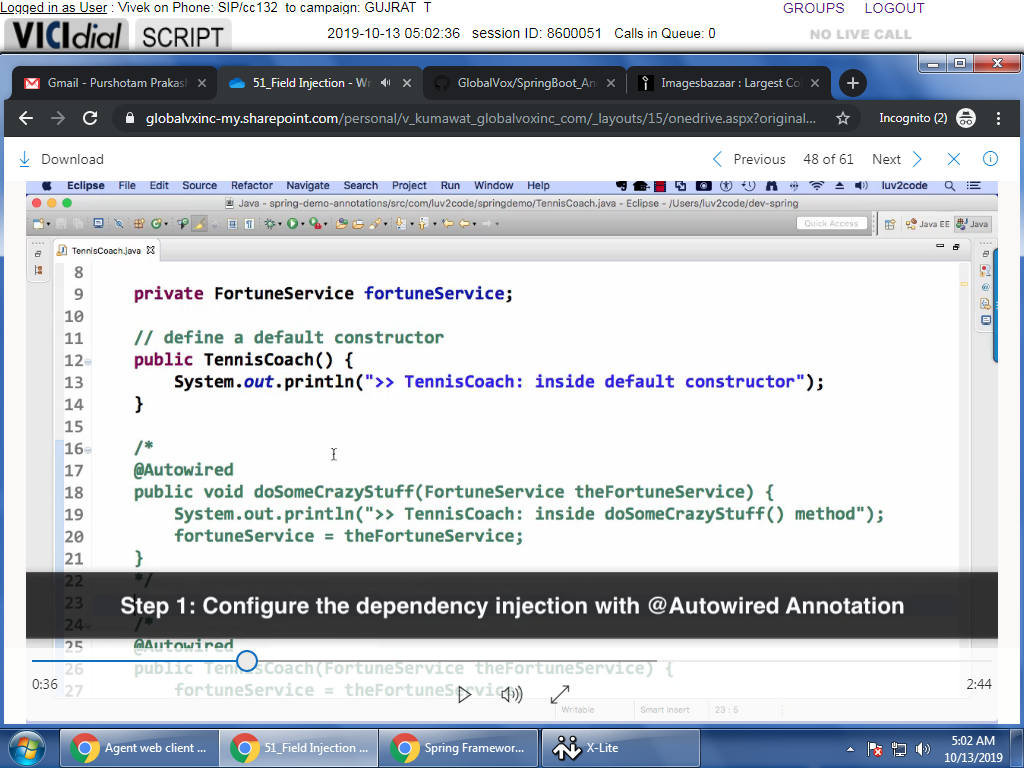 Logged in as User : Vivek on Phone: SIP/cc132 to campaign: GUJRAT_T
GROUPS LOGOUT
VICIdial SCRIPT
2019-10-13 05:02:36 session ID: 8600051 Calls in Queue: 0
NO LIVE CALL
Gmail - Purshotam Prakas
51_Field Injection - Wr
GlobalVox/SpringBoot_An
Imagesbazaar : Largest Co
globalvxinc-my.sharepoint.com/personal/v_kumawat_globalvoxinc_com/_layouts/15/onedrive.aspx?original...
Incognito (2)
Download
Previous 48 of 61 Next
Eclipse File Edit Source Refactor Navigate Search Project Run Window Help
luv2code
Java - spring-demo-annotations/src/com/luv2code/springdemo/TennisCoach.java - Eclipse - /Users/luv2code/dev-spring
Quick Access
Java EE
Java
TennisCoach.java
8
9 private FortuneService fortuneService;
10
11 // define a default constructor
12 public TennisCoach() {
13 System.out.println(">> TennisCoach: inside default constructor");
14 }
15
16 /*
17 @Autowired
18 public void doSomeCrazyStuff(FortuneService theFortuneService) {
19 System.out.println(">> TennisCoach: inside doSomeCrazyStuff() method");
20 fortuneService = theFortuneService;
21 }
22 */
23
Step 1: Configure the dependency injection with @Autowired Annotation
24 /*
25 @Autowired
26 public TennisCoach(FortuneService theFortuneService) {
27 fortuneService = theFortuneService;
0:36
2:44
Writable Smart Insert 23 : 5
Agent web client ...
51_Field Injection ...
Spring Framewor...
X-Lite
5:02 AM
10/13/2019